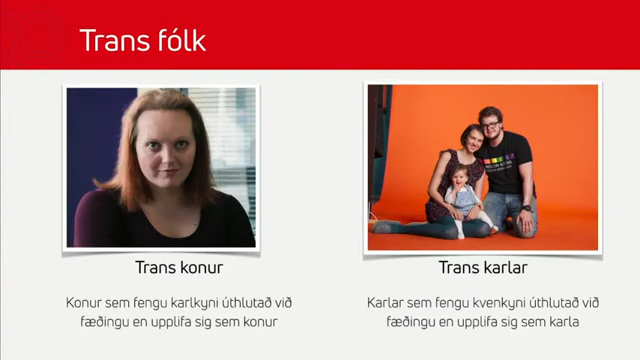 Trans fólk
Trans konur
Konur sem fengu karlkyni úthlutað við
fæðingu en upplifa sig sem konur
Trans karlar
Karlar sem fengu kvenkyni úthlutað við
fæðingu en upplifa sig sem karla